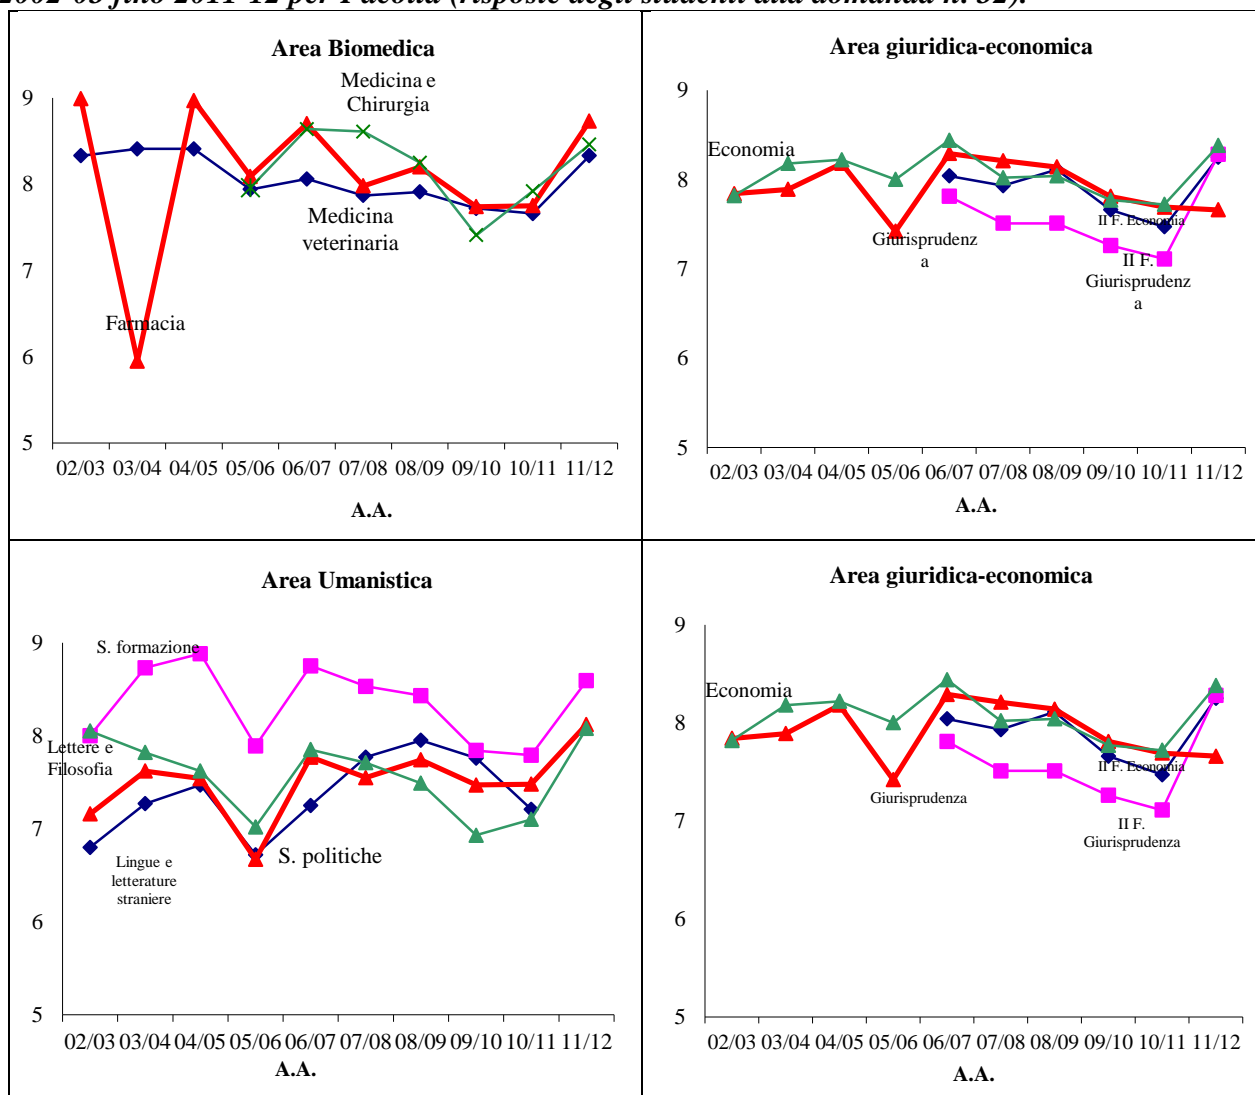 2002-03 fino 2011-12 per Facoltà (risposte degli studenti alla domanda n. 32).
Area Biomedica
Medicina e
Chirurgia
9
8
7
6
5
Medicina
veterinaria
Farmacia
02/03 03/04 04/05 05/06 06/07 07/08 08/09 09/10 10/11 11/12
A.A.
Area giuridica-economica
9
8
7
6
5
Economia
Giurisprudenz
a
II F. Economia
II F.
Giurisprudenz
a
02/03 03/04 04/05 05/06 06/07 07/08 08/09 09/10 10/11 11/12
A.A.
Area Umanistica
9
8
7
6
5
S. formazione
Lettere e
Filosofia
Lingue e
letterature
straniere
S. politiche
02/03 03/04 04/05 05/06 06/07 07/08 08/09 09/10 10/11 11/12
A.A.
Area giuridica-economica
9
8
7
6
5
Economia
Giurisprudenza
II F. Economia
II F.
Giurisprudenza
02/03 03/04 04/05 05/06 06/07 07/08 08/09 09/10 10/11 11/12
A.A.